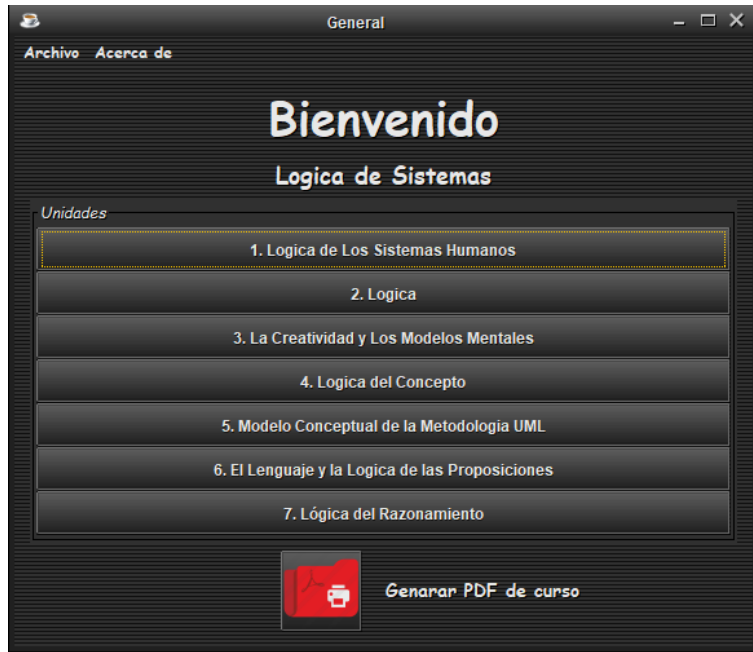 General
Archivo Acerca de
Bienvenido
Logica de Sistemas
Unidades
1. Logica de Los Sistemas Humanos
2. Logica
3. La Creatividad y Los Modelos Mentales
4. Logica del Concepto
5. Modelo Conceptual de la Metodologia UML
6. El Lenguaje y la Logica de las Proposiciones
7. Lógica del Razonamiento
Genarar PDF de curso